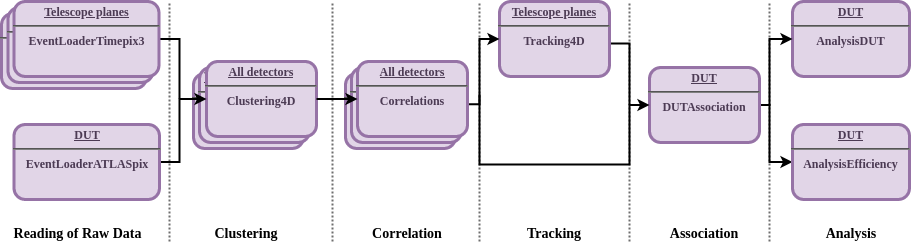 Telescope planes
EventLoaderTimepix3
DUT
EventLoaderATLASpix
Reading of Raw Data
All detectors
Clustering4D
Clustering
All detectors
Correlations
Correlation
Telescope planes
Tracking4D
Tracking
DUT
DUTAssociation
Association
DUT
AnalysisDUT
DUT
AnalysisEfficiency
Analysis